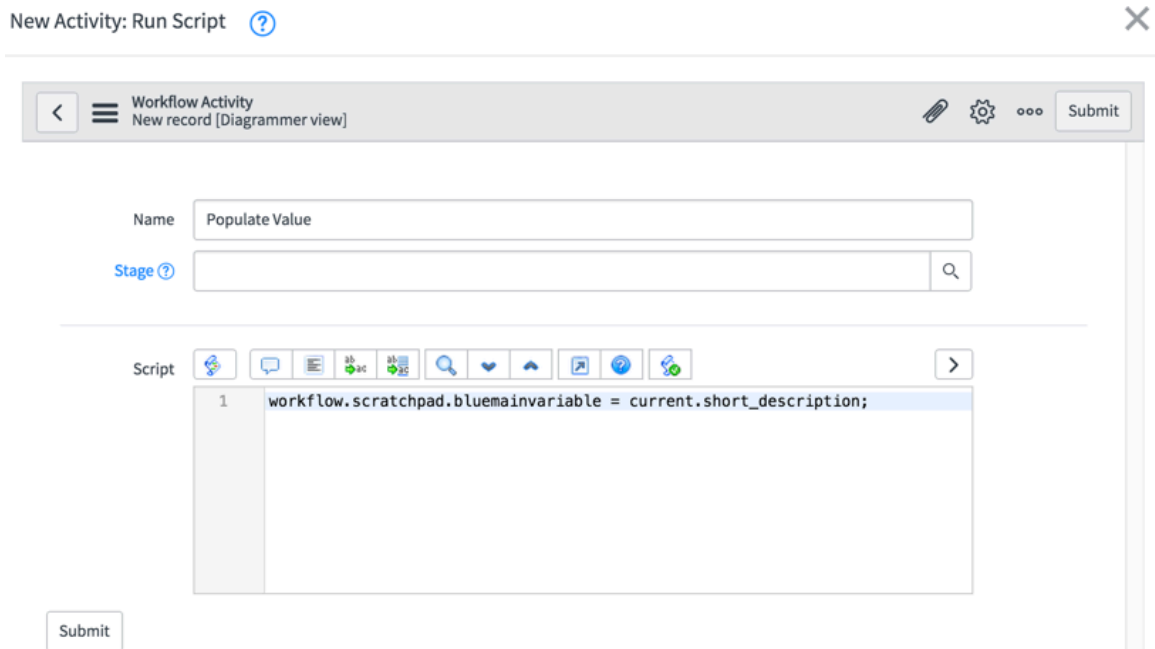 New Activity: Run Script
Workflow Activity
New record [Diagrammer view]
Submit
Name
Populate Value
Stage
Script
1
workflow.scratchpad.bluemainvariable = current.short_description;
Submit